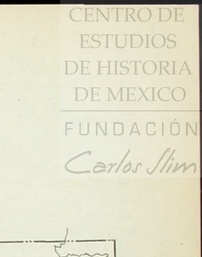 CENTRO DE
ESTUDIOS
DE HISTORIA
DE MEXICO
FUNDACIÓN
Carlos Slim